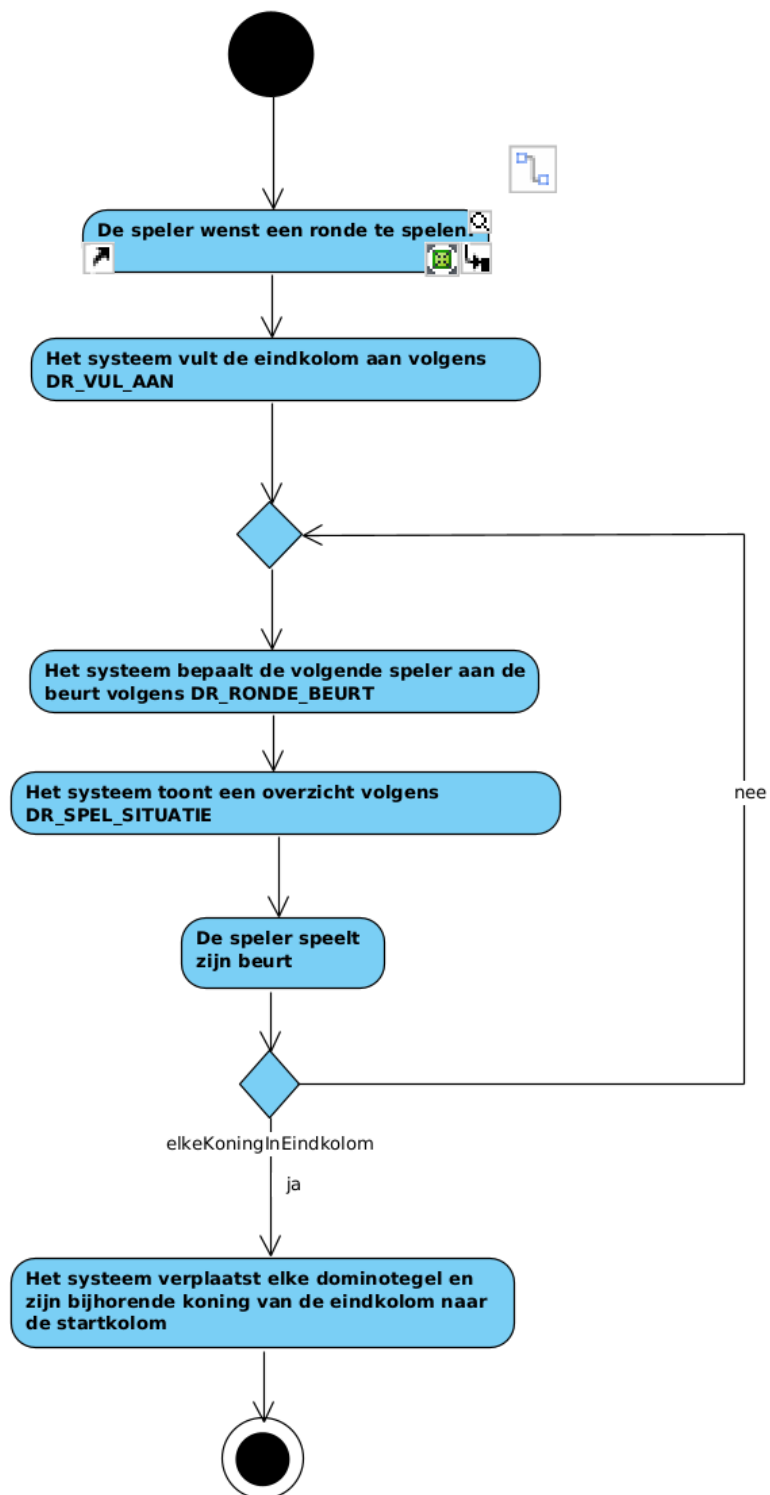 De speler wenst een ronde te spelen.
Het systeem vult de eindkolom aan volgens
DR_VUL_AAN
Het systeem bepaalt de volgende speler aan de
beurt volgens DR_RONDE_BEURT
Het systeem toont een overzicht volgens
DR_SPEL_SITUATIE
nee
De speler speelt
zijn beurt
elkeKoningInEindkolom
ja
Het systeem verplaatst elke dominotegel en
zijn bijhorende koning van de eindkolom naar
de startkolom